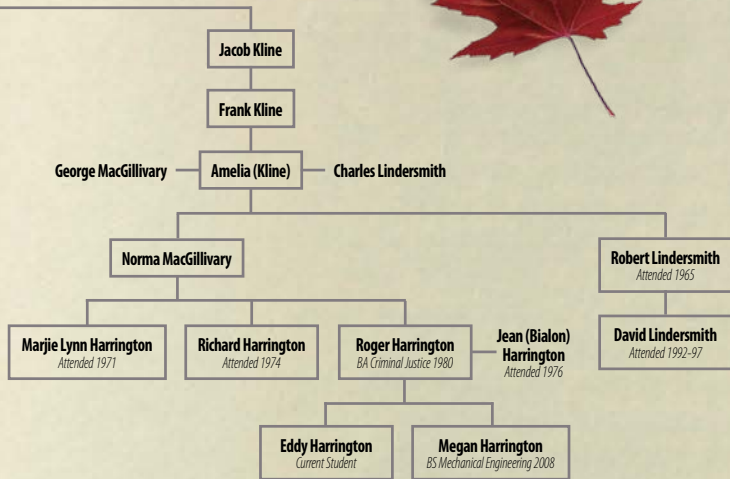 Jacob Kline
Frank Kline
George MacGillivary
Amelia (Kline)
Charles Lindersmith
Norma MacGillivary
Robert Lindersmith
Attended 1965
Marjie Lynn Harrington
Attended 1971
Richard Harrington
Attended 1974
Roger Harrington
BA Criminal Justice 1980
Jean (Bialon)
Harrington
Attended 1976
David Lindersmith
Attended 1992-97
Eddy Harrington
Current Student
Megan Harrington
BS Mechanical Engineering 2008